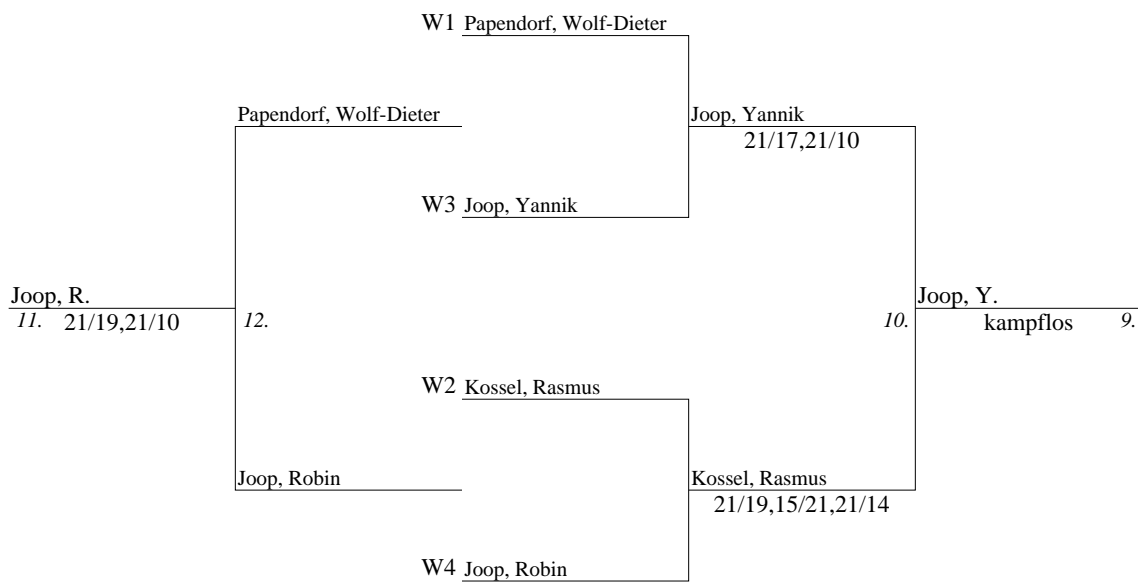 W1 Papendorf, Wolf-Dieter
Papendorf, Wolf-Dieter
Joop, Yannik
21/17,21/10
W3 Joop, Yannik
Joop, R.
11. 21/19,21/10
12.
10.
Joop, Y.
kampflos 9.
W2 Kossel, Rasmus
Joop, Robin
Kossel, Rasmus
21/19,15/21,21/14
W4 Joop, Robin